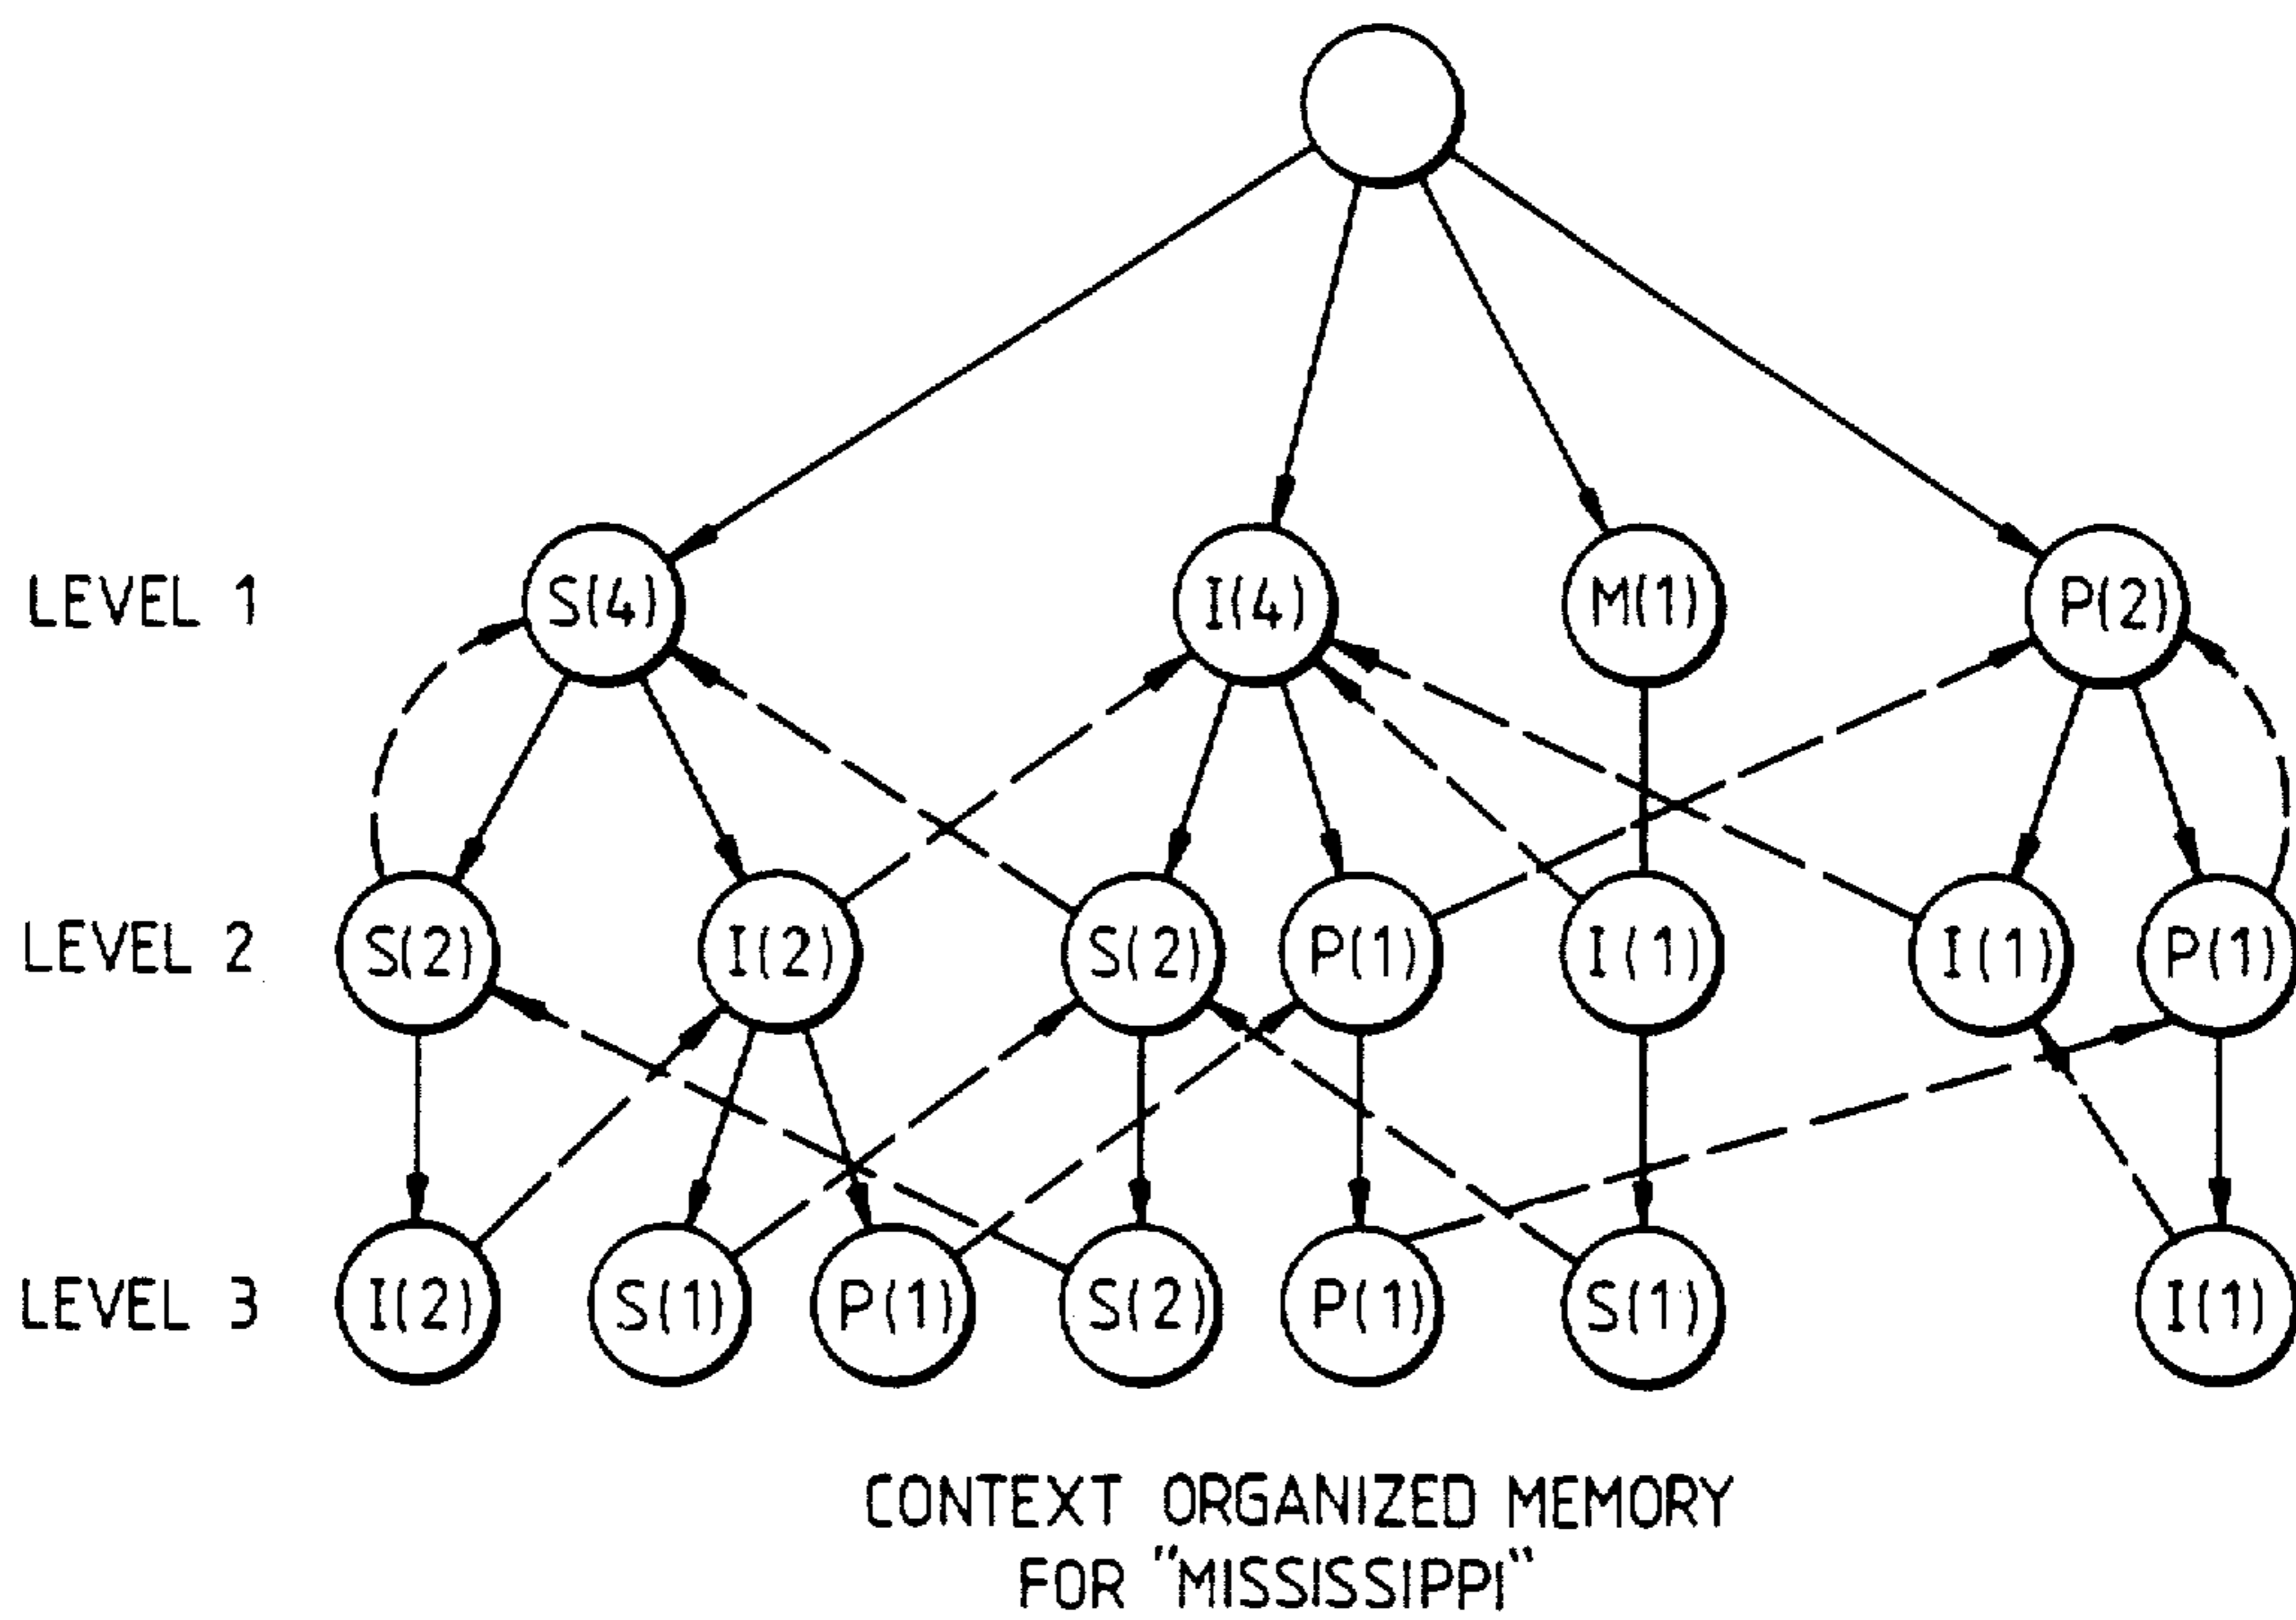 LEVEL 1 S(4) I(4) M(1) P(2)
LEVEL 2 S(2) I(2) S(2) P(1) I(1) I(1) P(1)
LEVEL 3 I(2) S(1) P(1) S(2) P(1) S(1) I(1)
CONTEXT ORGANIZED MEMORY
FOR "MISSISSIPPI"